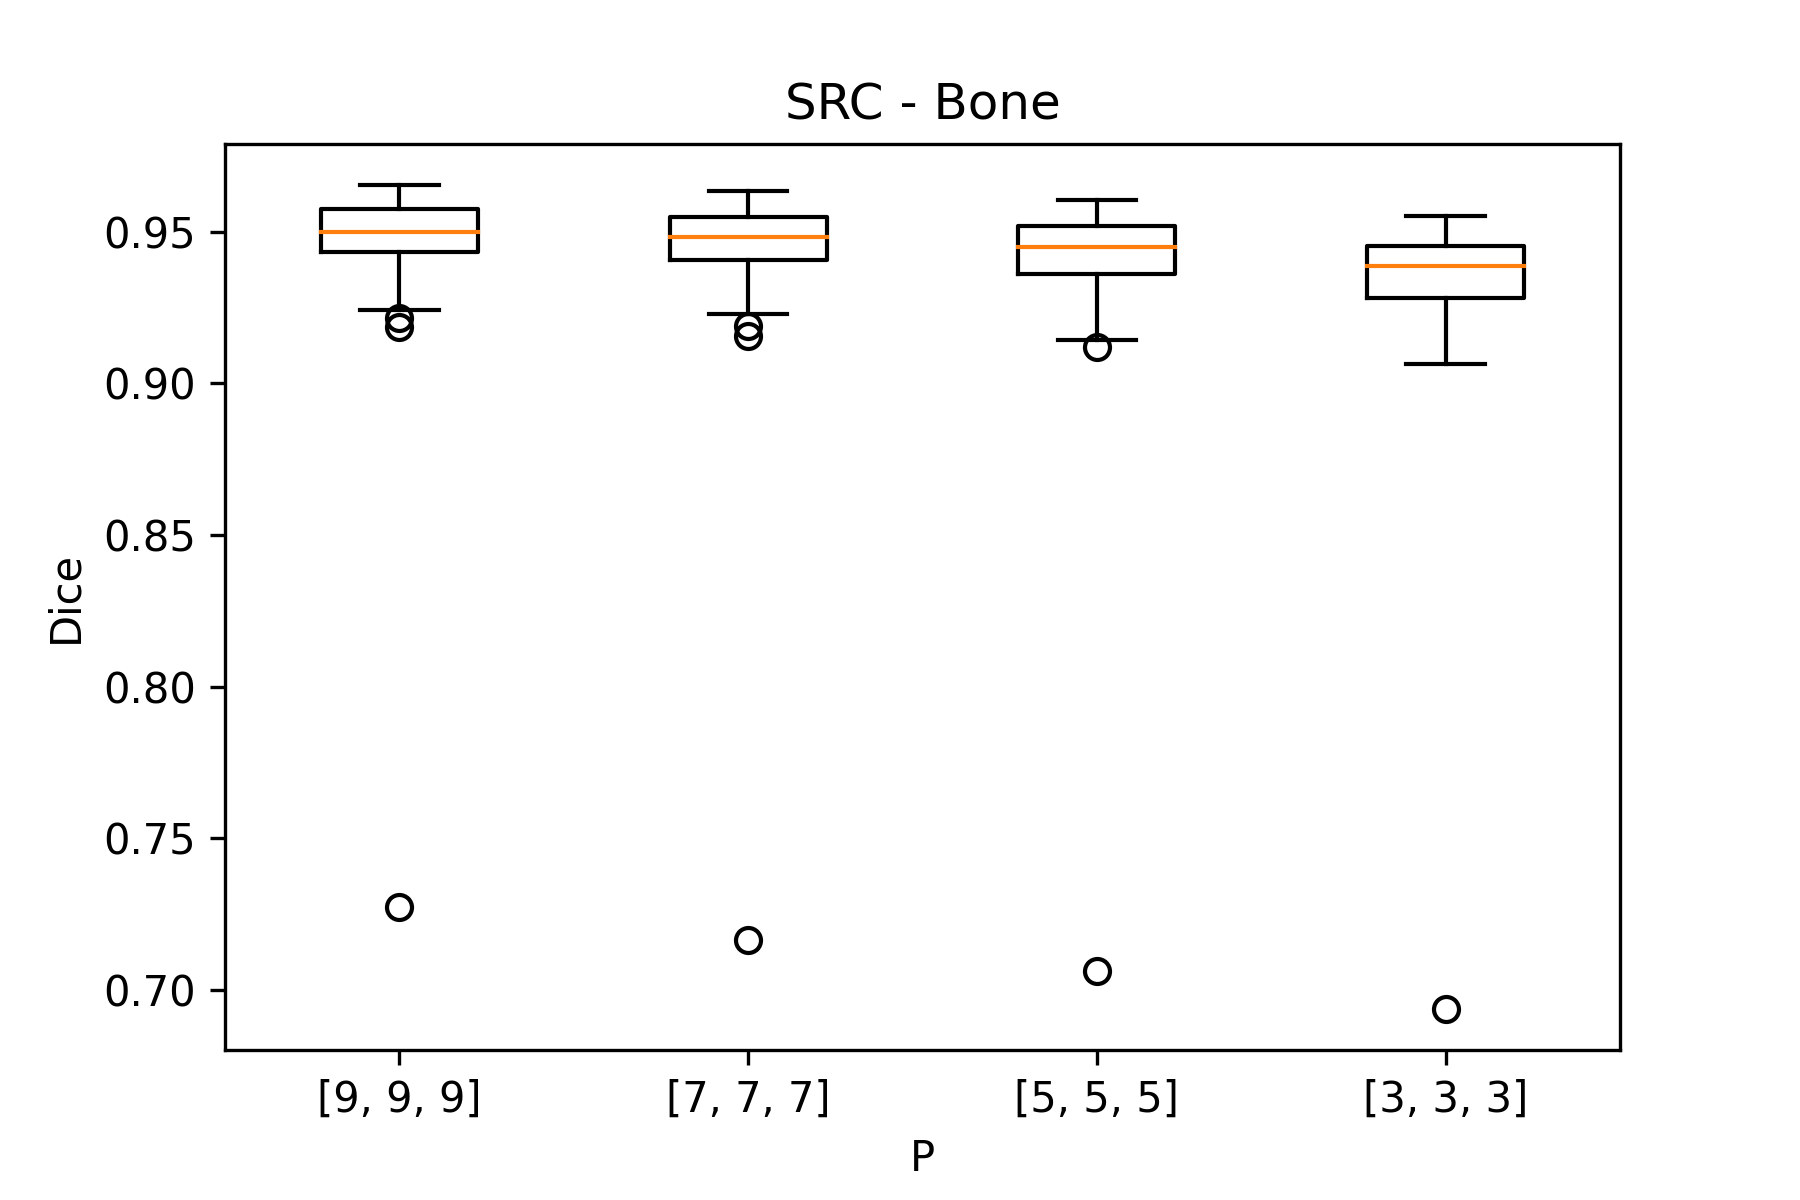 SRC - Bone
0.95
0.90
0.85
0.80
0.75
0.70
Dice
[9, 9, 9]
[7, 7, 7]
[5, 5, 5]
[3, 3, 3]
P